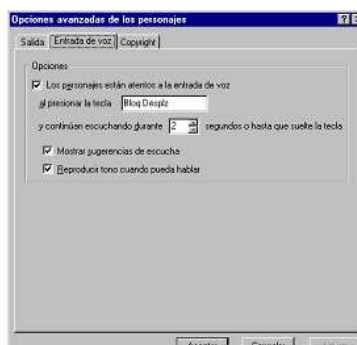 Opciones avanzadas de los personajes
Salida Entrada de voz Copyright
Opciones
Los personajes están atentos a la entrada de voz
al presionar la tecla Bloq Desplz
y continúan escuchando durante 2 segundos o hasta que suelte la tecla
Mostrar sugerencias de escucha
Reproducir tono cuando pueda hablar
Aceptar Cancelar